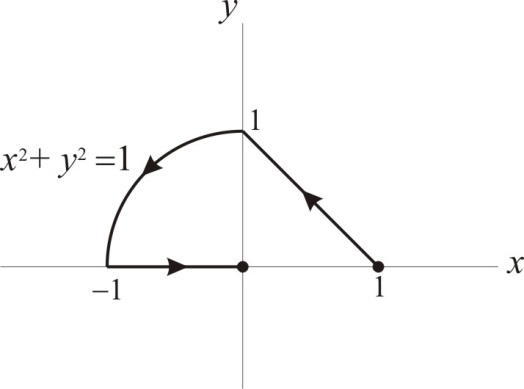 y
1
x² + y² = 1
x
−1
1